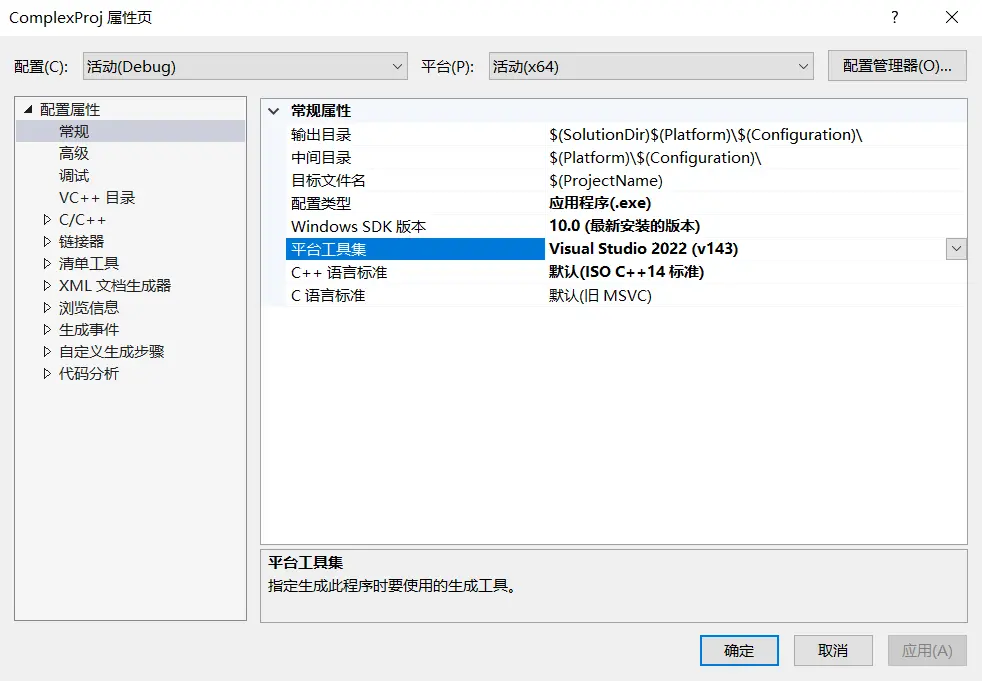 ComplexProj 属性页
配置(C): 活动(Debug) 平台(P): 活动(x64) 配置管理器(O)...
配置属性
常规
高级
调试
VC++ 目录
C/C++
链接器
清单工具
XML 文档生成器
浏览信息
生成事件
自定义生成步骤
代码分析
常规属性
输出目录 $(SolutionDir)$(Platform)\$(Configuration)\
中间目录 $(Platform)\$(Configuration)\
目标文件名 $(ProjectName)
配置类型 应用程序(.exe)
Windows SDK 版本 10.0 (最新安装的版本)
平台工具集 Visual Studio 2022 (v143)
C++ 语言标准 默认(ISO C++14 标准)
C 语言标准 默认(旧 MSVC)
平台工具集
指定生成此程序时要使用的生成工具。
确定 取消 应用(A)